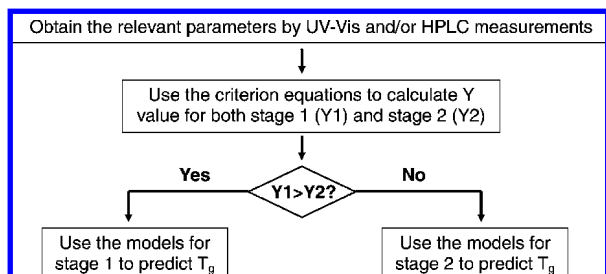 Obtain the relevant parameters by UV-Vis and/or HPLC measurements
Use the criterion equations to calculate Y
value for both stage 1 (Y1) and stage 2 (Y2)
Yes
Y1>Y2?
No
Use the models for
stage 1 to predict Tg
Use the models for
stage 2 to predict Tg